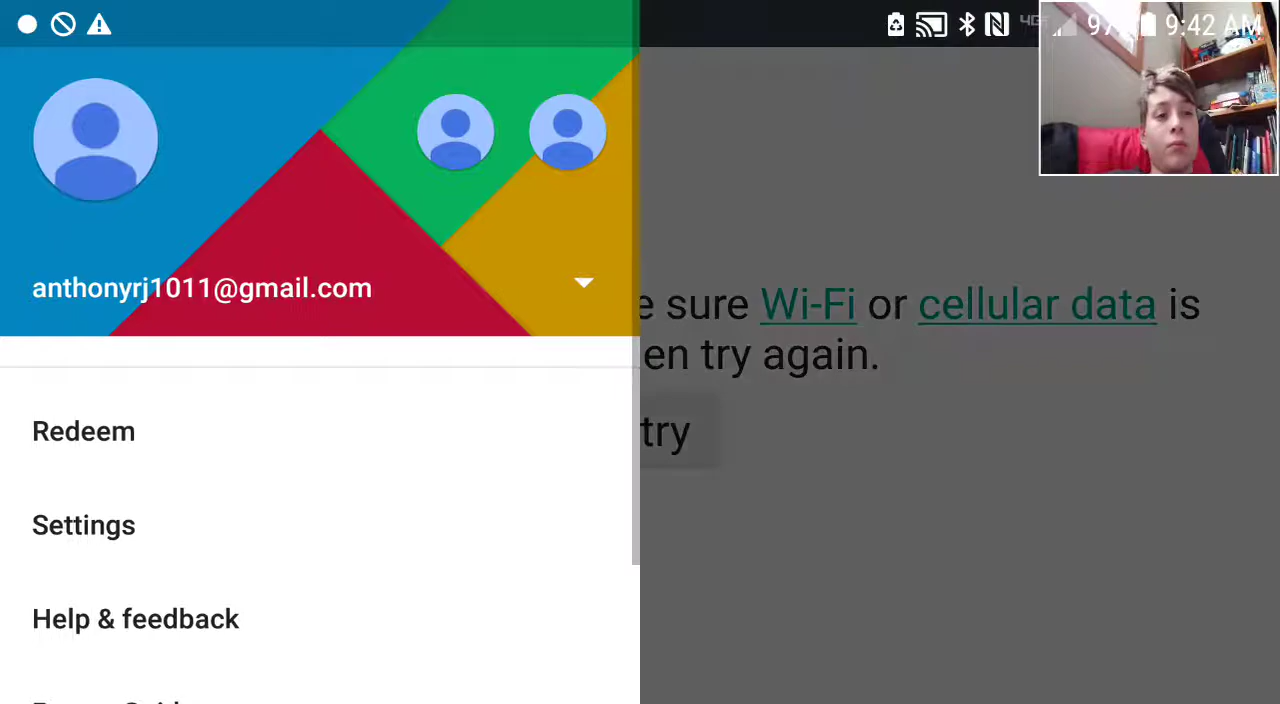 9:42 AM
anthonyrj1011@gmail.com
e sure Wi-Fi or cellular data is
en try again.
try
Redeem
Settings
Help & feedback